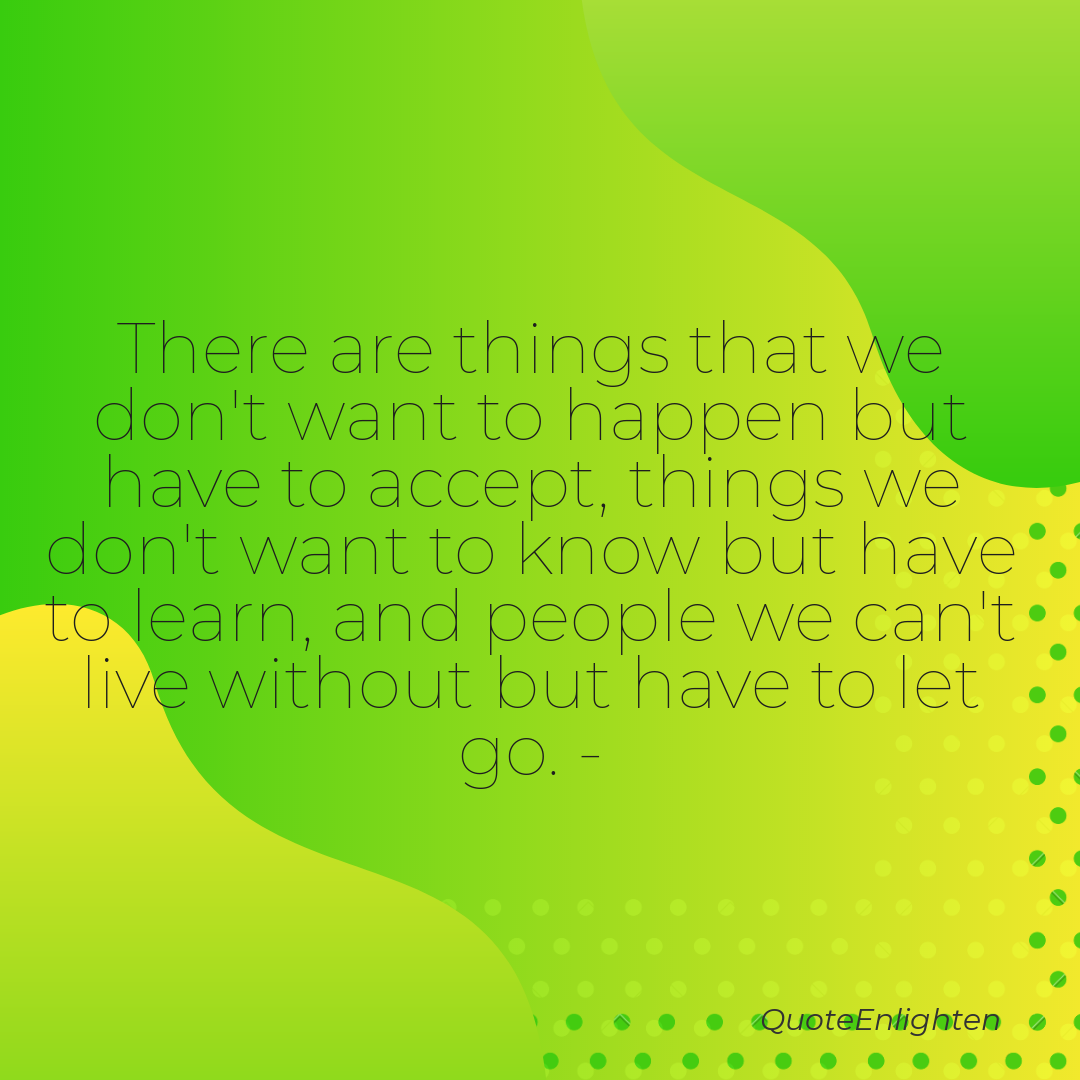 There are things that we
don't want to happen but
have to accept, things we
don't want to know but have
to learn, and people we can't
live without but have to let
go. -
QuoteEnlighten